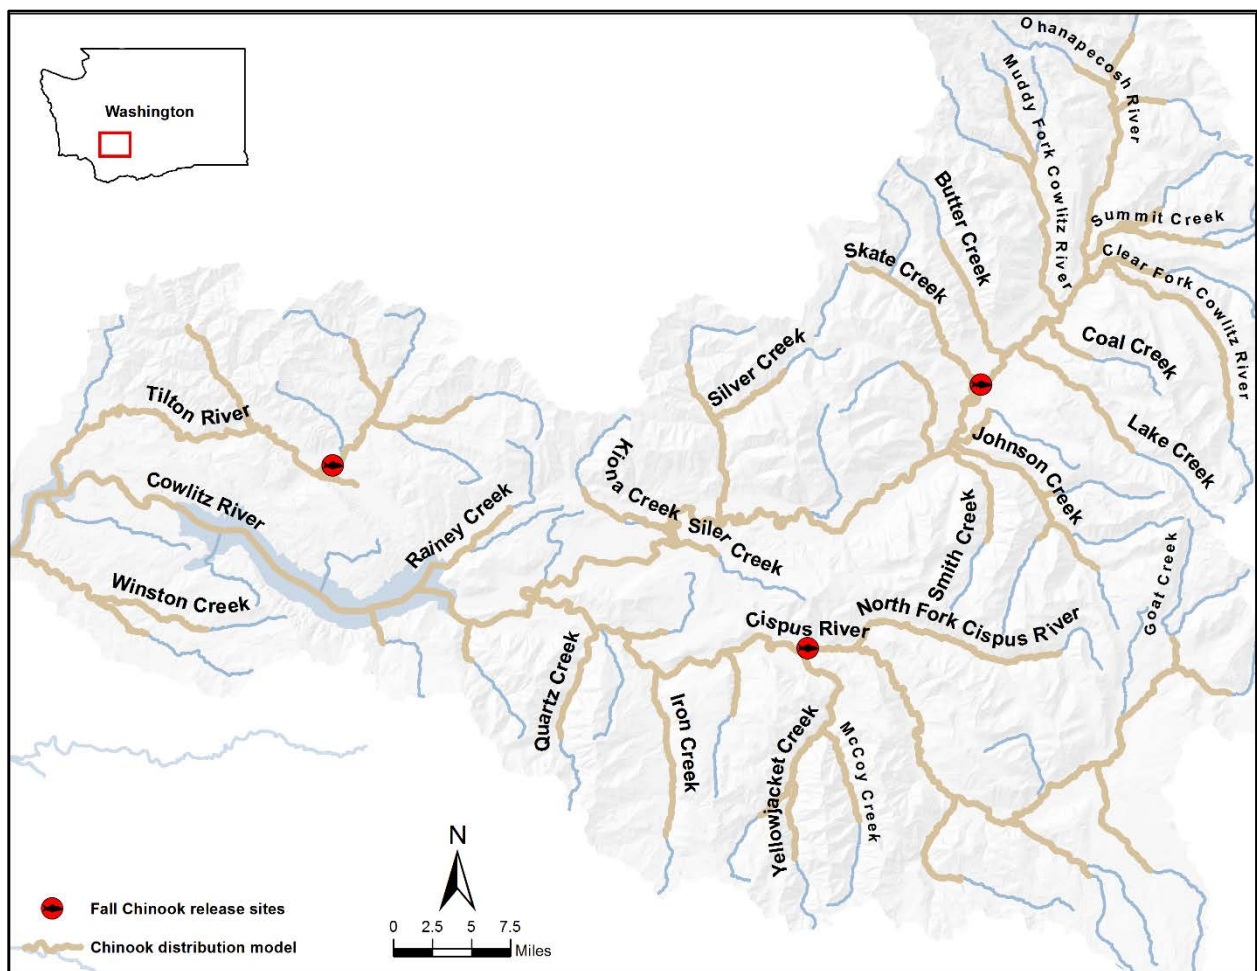 Washington
Ohanapecosh River
Muddy Fork Cowlitz River
Butter Creek
Summit Creek
Skate Creek
Clear Fork Cowlitz River
Coal Creek
Silver Creek
Tilton River
Lake Creek
Johnson Creek
Kiona Creek
Cowlitz River
Rainey Creek
Siler Creek
Smith Creek
Goat Creek
Winston Creek
Cispus River
North Fork Cispus River
Quartz Creek
Iron Creek
Yellowjacket Creek
McCoy Creek
N
Fall Chinook release sites
0 2.5 5 7.5
Miles
Chinook distribution model